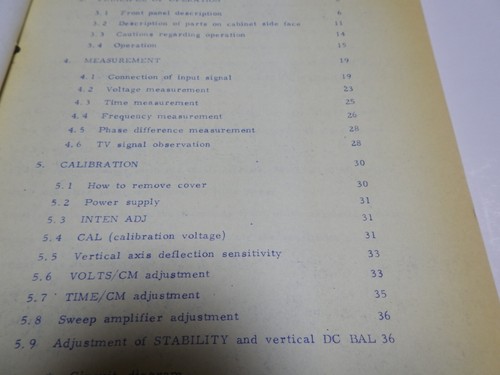 3.1 Front panel description 6
3.2 Description of parts on cabinet side face 11
3.3 Cautions regarding operation 14
3.4 Operation 15
4. MEASUREMENT 19
4.1 Connection of input signal 19
4.2 Voltage measurement 23
4.3 Time measurement 25
4.4 Frequency measurement 26
4.5 Phase difference measurement 28
4.6 TV signal observation 28
5. CALIBRATION 30
5.1 How to remove cover 30
5.2 Power supply 31
5.3 INTEN ADJ 31
5.4 CAL (calibration voltage) 31
5.5 Vertical axis deflection sensitivity 33
5.6 VOLTS/CM adjustment 33
5.7 TIME/CM adjustment 35
5.8 Sweep amplifier adjustment 36
5.9 Adjustment of STABILITY and vertical DC BAL 36